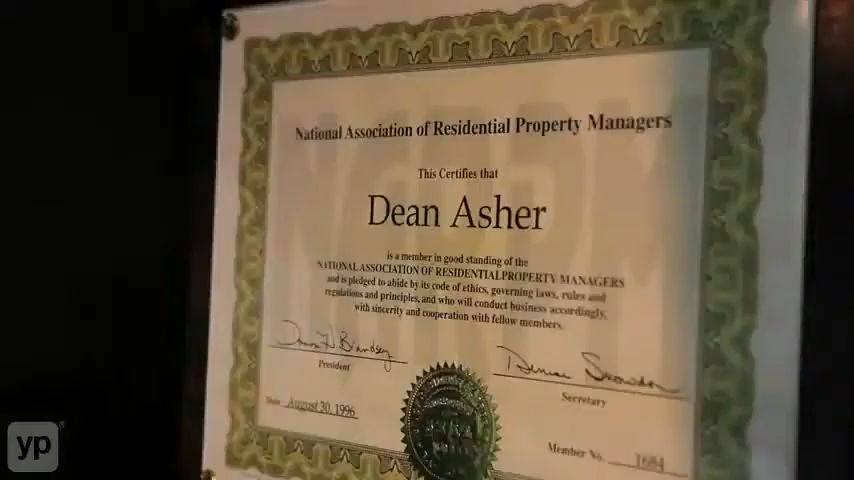 National Association of Residential Property Managers
This Certifies that
Dean Asher
is a member in good standing of the
NATIONAL ASSOCIATION OF RESIDENTIAL PROPERTY MANAGERS
and is pledged to abide by its code of ethics, governing laws, rules and
regulations and principles, and who will conduct business accordingly,
with sincerity and cooperation with fellow members.
President
Secretary
Date August 30, 1996
Member No. 1684
yp